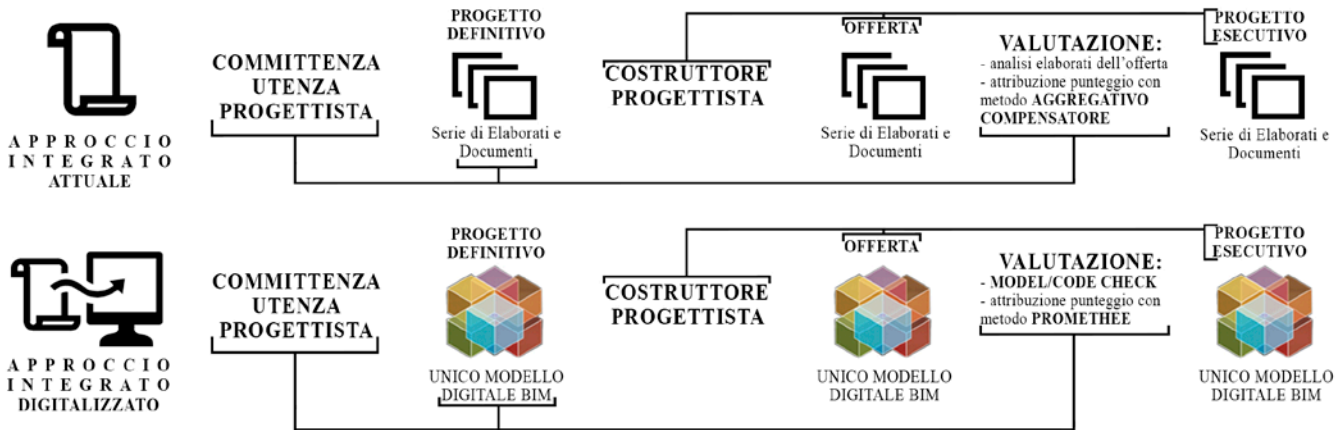 APPROCCIO
INTEGRATO
ATTUALE
COMMITTENZA
UTENZA
PROGETTISTA
PROGETTO
DEFINITIVO
Serie di Elaborati e
Documenti
COSTRUTTORE
PROGETTISTA
OFFERTA
Serie di Elaborati e
Documenti
VALUTAZIONE:
- analisi elaborati dell'offerta
- attribuzione punteggio con
metodo AGGREGATIVO
COMPENSATORE
PROGETTO
ESECUTIVO
Serie di Elaborati e
Documenti
APPROCCIO
INTEGRATO
DIGITALIZZATO
COMMITTENZA
UTENZA
PROGETTISTA
PROGETTO
DEFINITIVO
UNICO MODELLO
DIGITALE BIM
COSTRUTTORE
PROGETTISTA
OFFERTA
UNICO MODELLO
DIGITALE BIM
VALUTAZIONE:
- MODEL/CODE CHECK
- attribuzione punteggio con
metodo PROMETHEE
PROGETTO
ESECUTIVO
UNICO MODELLO
DIGITALE BIM